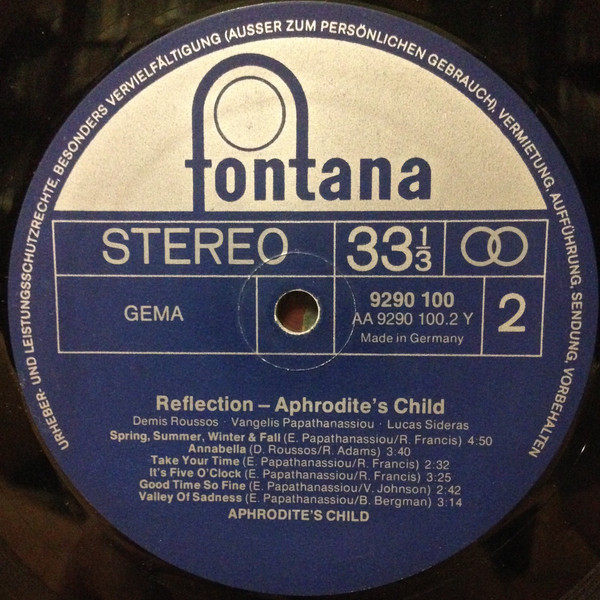 URHEBER- UND LEISTUNGSSCHUTZRECHTE, BESONDERS VERVIELFÄLTIGUNG (AUSSER ZUM PERSÖNLICHEN GEBRAUCH), VERMIETUNG, AUFFÜHRUNG, SENDUNG, VORBEHALTEN
fontana
STEREO 33 1/3
GEMA
9290 100
AA 9290 100.2 Y
Made in Germany
2
Reflection – Aphrodite's Child
Demis Roussos · Vangelis Papathanassiou · Lucas Sideras
Spring, Summer, Winter & Fall (E. Papathanassiou/R. Francis) 4:50
Annabella (D. Roussos/R. Adams) 3:40
Take Your Time (E. Papathanassiou/R. Francis) 2:32
It's Five O'Clock (E. Papathanassiou/R. Francis) 3:25
Good Time So Fine (E. Papathanassiou/V. Johnson) 2:42
Valley Of Sadness (E. Papathanassiou/B. Bergman) 3:14
APHRODITE'S CHILD